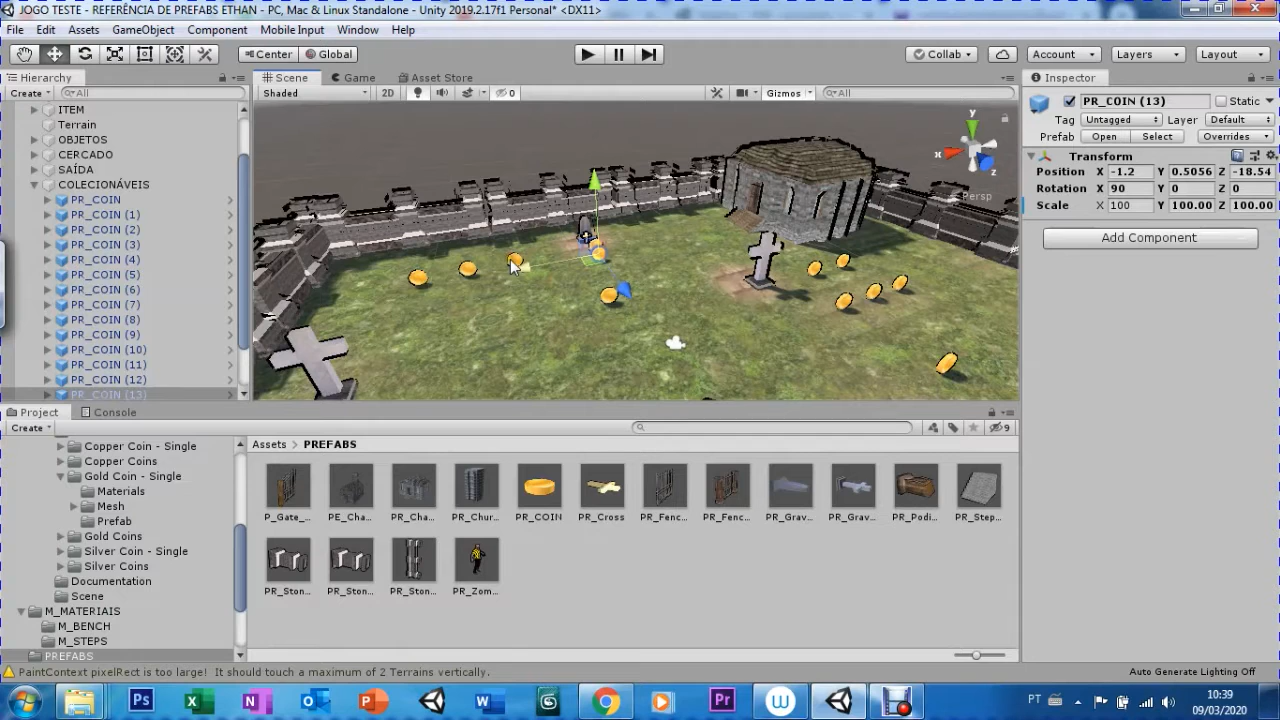 JOGO TESTE - REFERÊNCIA DE PREFABS ETHAN - PC, Mac & Linux Standalone - Unity 2019.2.17f1 Personal* <DX11>
File Edit Assets GameObject Component Mobile Input Window Help
Center Global Collab Account Layers Layout
Hierarchy
Create All
ITEM
Terrain
OBJETOS
CERCADO
SAÍDA
COLECIONÁVEIS
PR_COIN
PR_COIN (1)
PR_COIN (2)
PR_COIN (3)
PR_COIN (4)
PR_COIN (5)
PR_COIN (6)
PR_COIN (7)
PR_COIN (8)
PR_COIN (9)
PR_COIN (10)
PR_COIN (11)
PR_COIN (12)
PR_COIN (13)
Scene Game Asset Store
Shaded 2D 0 Gizmos All
y
x
z
Persp
Inspector
PR_COIN (13) Static
Tag Untagged Layer Default
Prefab Open Select Overrides
Transform
Position X -1.2 Y 0.5056 Z -18.54
Rotation X 90 Y 0 Z 0
Scale X 100 Y 100.00 Z 100.00
Add Component
Project Console
Create 9
Copper Coin - Single
Copper Coins
Gold Coin - Single
Materials
Mesh
Prefab
Gold Coins
Silver Coin - Single
Silver Coins
Documentation
Scene
M_MATERIAIS
M_BENCH
M_STEPS
PREFABS
Assets > PREFABS
P_Gate_... PE_Cha... PR_Cha... PR_Chur... PR_COIN PR_Cross PR_Fenc... PR_Fenc... PR_Grav... PR_Grav... PR_Podi... PR_Step...
PR_Ston... PR_Ston... PR_Ston... PR_Zom...
PaintContext pixelRect is too large! It should touch a maximum of 2 Terrains vertically. Auto Generate Lighting Off
Ps Pr PT
10:39
09/03/2020